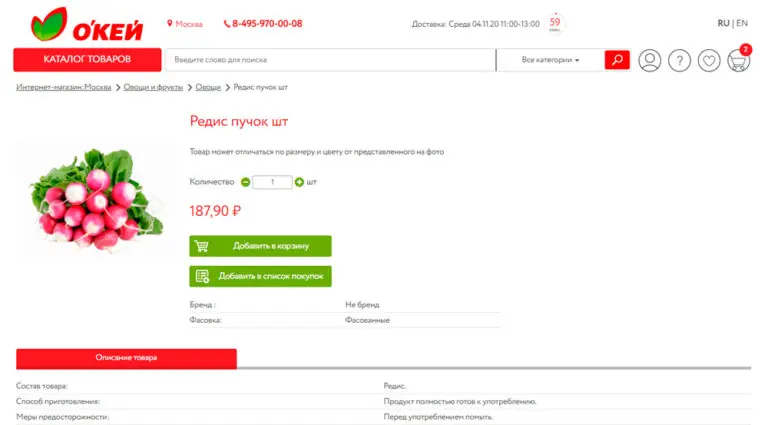 О'КЕЙ
Москва
8-495-970-00-08
Доставка: Среда 04.11.20 11:00-13:00
59
RU | EN
КАТАЛОГ ТОВАРОВ
Введите слово для поиска
Все категории
?
2
Интернет-магазин:Москва > Овощи и фрукты > Овощи > Редис пучок шт
Редис пучок шт
Товар может отличаться по размеру и цвету от представленного на фото
Количество 1 шт
187,90 ₽
Добавить в корзину
Добавить в список покупок
Бренд : Не бренд
Фасовка: Фасованные
Описание товара
Состав товара: Редис.
Способ приготовления: Продукт полностью готов к употреблению.
Меры предосторожности: Перед употреблением помыть.